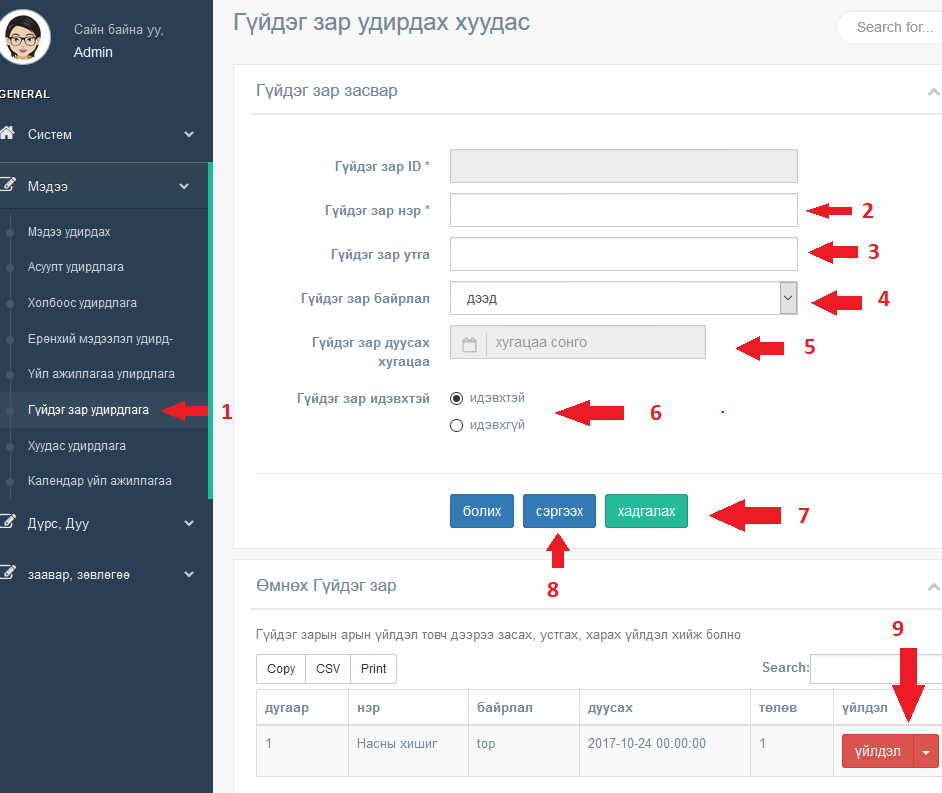 Сайн байна уу,
Admin
GENERAL
Систем
Мэдээ
Мэдээ удирдах
Асуулт удирдлага
Холбоос удирдлага
Ерөнхий мэдээлэл удирд-
Үйл ажиллагаа улирдлага
Гүйдэг зар удирдлага
1
Хуудас удирдлага
Календар үйл ажиллагаа
Дүрс, Дуу
заавар, зөвлөгөө
Гүйдэг зар удирдах хуудас
Search for...
Гүйдэг зар засвар
Гүйдэг зар ID *
Гүйдэг зар нэр *
2
Гүйдэг зар утга
3
Гүйдэг зар байрлал
дээд
4
Гүйдэг зар дуусах
хугацаа
хугацаа сонго
5
Гүйдэг зар идэвхтэй
идэвхтэй
идэвхгүй
6
болих сэргээх хадгалах
7
8
Өмнөх Гүйдэг зар
Гүйдэг зарын арын үйлдэл товч дээрээ засах, устгах, харах үйлдэл хийж болно
9
Copy CSV Print
Search:
дугаар нэр байрлал дуусах төлөв үйлдэл
1 Насны хишиг top 2017-10-24 00:00:00 1 үйлдэл